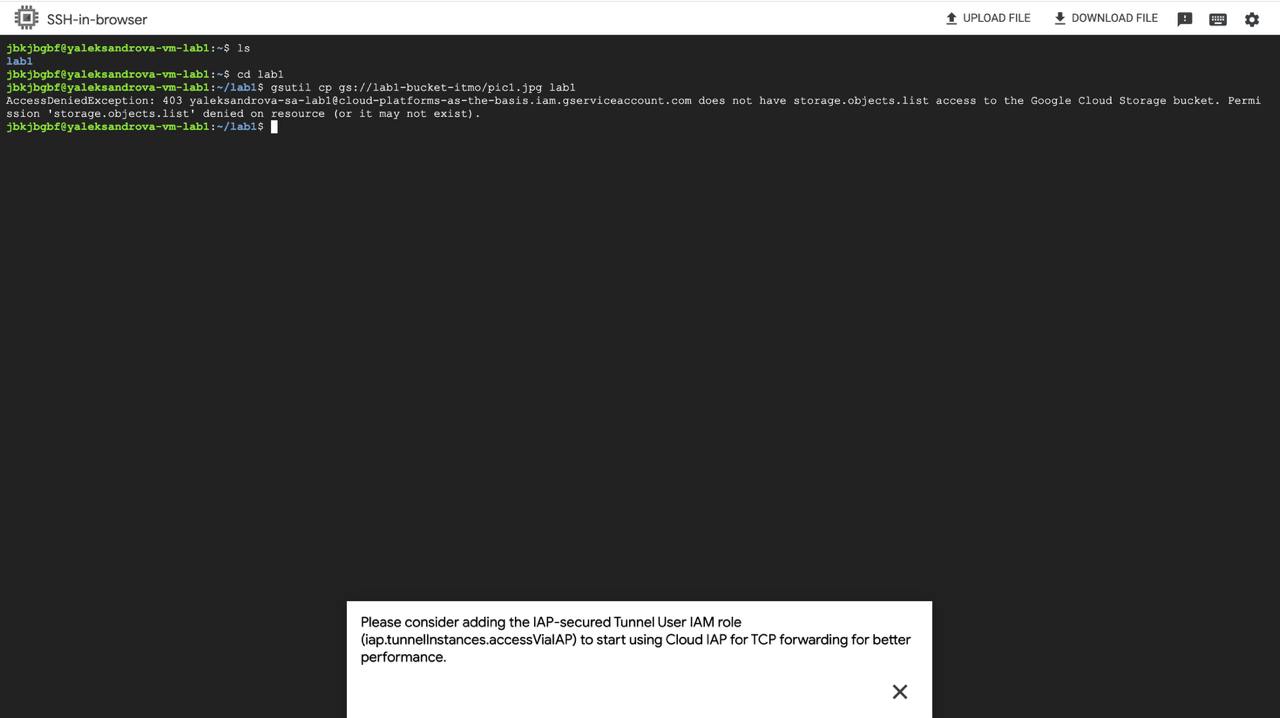 SSH-in-browser
UPLOAD FILE
DOWNLOAD FILE
jbkjbgbf@yaleksandrova-vm-lab1:~$ ls
lab1
jbkjbgbf@yaleksandrova-vm-lab1:~$ cd lab1
jbkjbgbf@yaleksandrova-vm-lab1:~/lab1$ gsutil cp gs://lab1-bucket-itmo/pic1.jpg lab1
AccessDeniedException: 403 yaleksandrova-sa-lab1@cloud-platforms-as-the-basis.iam.gserviceaccount.com does not have storage.objects.list access to the Google Cloud Storage bucket. Permi
ssion 'storage.objects.list' denied on resource (or it may not exist).
jbkjbgbf@yaleksandrova-vm-lab1:~/lab1$
Please consider adding the IAP-secured Tunnel User IAM role
(iap.tunnelInstances.accessViaIAP) to start using Cloud IAP for TCP forwarding for better
performance.